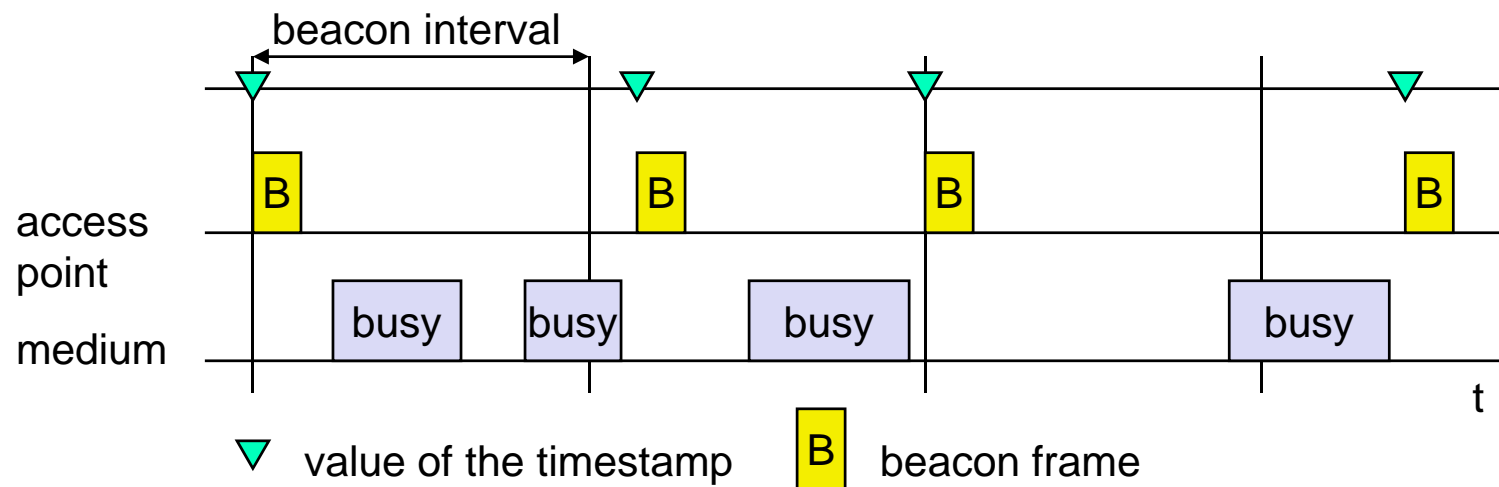 beacon interval
B B B B
access
point
busy busy busy busy
medium
t
value of the timestamp B beacon frame